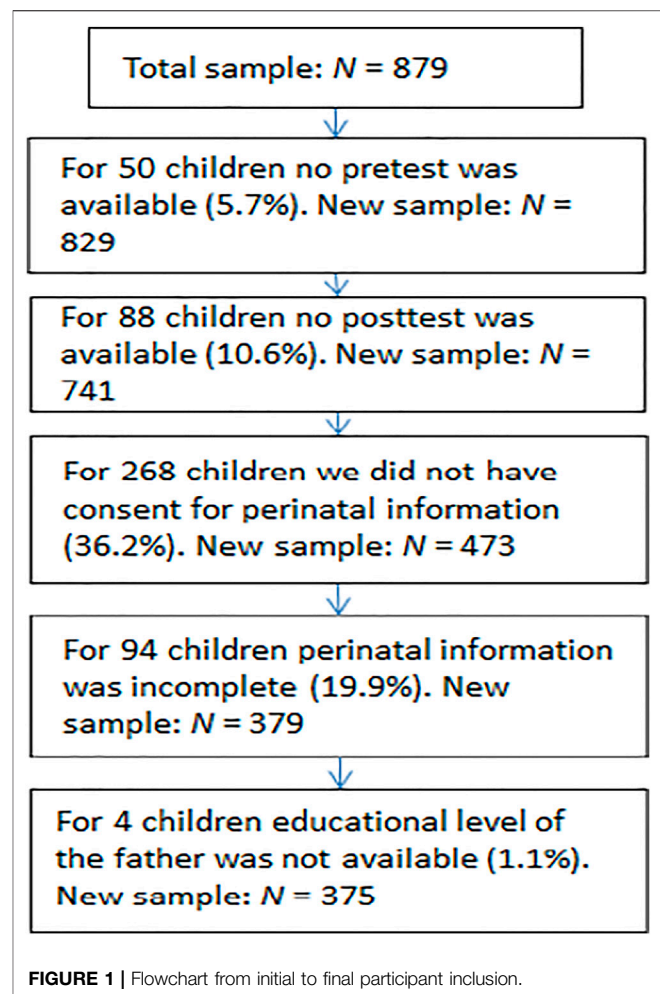 Total sample: N = 879
For 50 children no pretest was
available (5.7%). New sample: N =
829
For 88 children no posttest was
available (10.6%). New sample: N =
741
For 268 children we did not have
consent for perinatal information
(36.2%). New sample: N = 473
For 94 children perinatal information
was incomplete (19.9%). New
sample: N = 379
For 4 children educational level of
the father was not available (1.1%).
New sample: N = 375
FIGURE 1 | Flowchart from initial to final participant inclusion.